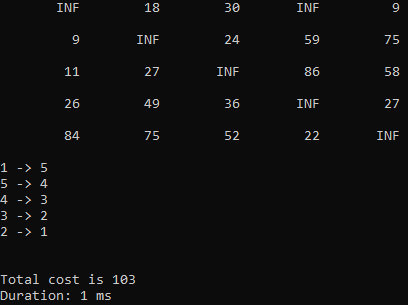 INF 18 30 INF 9
9 INF 24 59 75
11 27 INF 86 58
26 49 36 INF 27
84 75 52 22 INF
1 -> 5
5 -> 4
4 -> 3
3 -> 2
2 -> 1
Total cost is 103
Duration: 1 ms